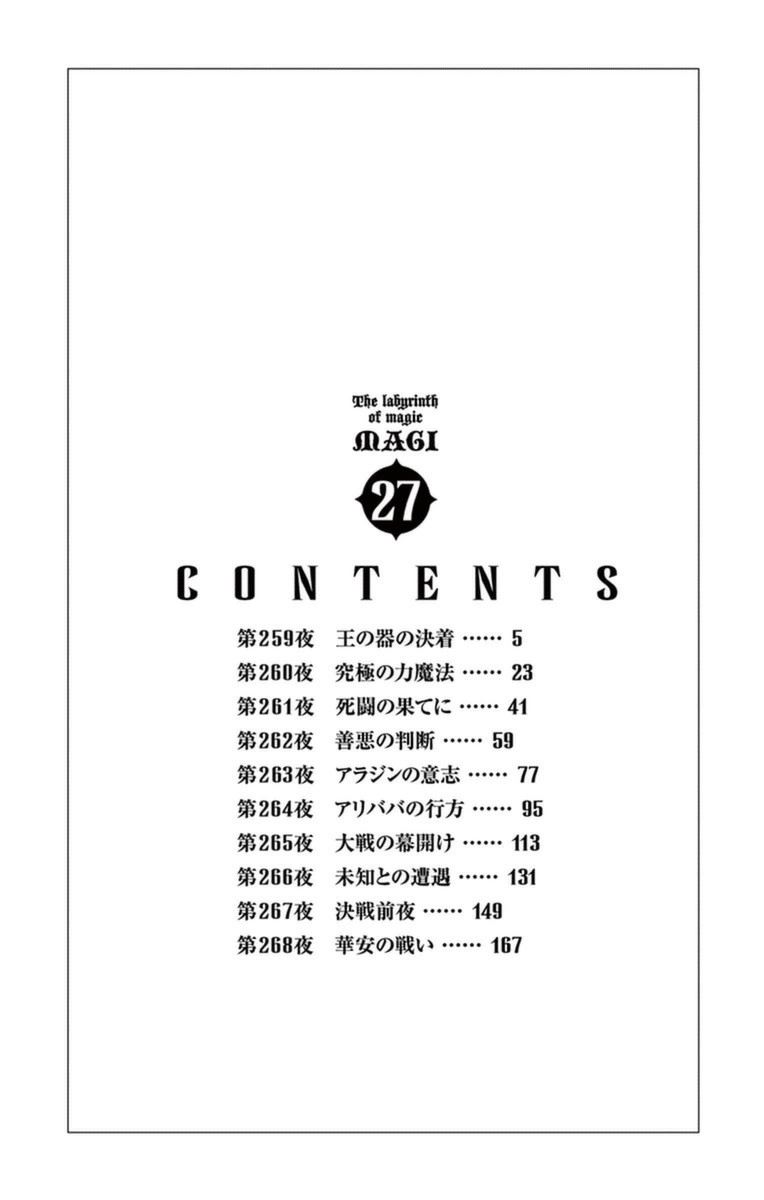 The labyrinth
of magic
MAGI
27
CONTENTS
第259夜 王の器の決着 …… 5
第260夜 究極の力魔法 …… 23
第261夜 死闘の果てに …… 41
第262夜 善悪の判断 …… 59
第263夜 アラジンの意志 …… 77
第264夜 アリババの行方 …… 95
第265夜 大戦の幕開け …… 113
第266夜 未知との遭遇 …… 131
第267夜 決戦前夜 …… 149
第268夜 華安の戦い …… 167